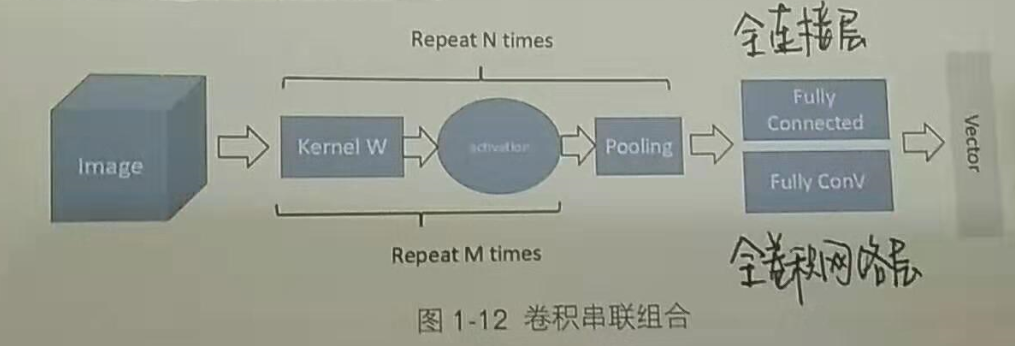 全连接层
Repeat N times
Image
Kernel W
activation
Pooling
Fully
Connected
Fully ConV
Vector
Repeat M times
全卷积网络层
图 1-12 卷积串联组合